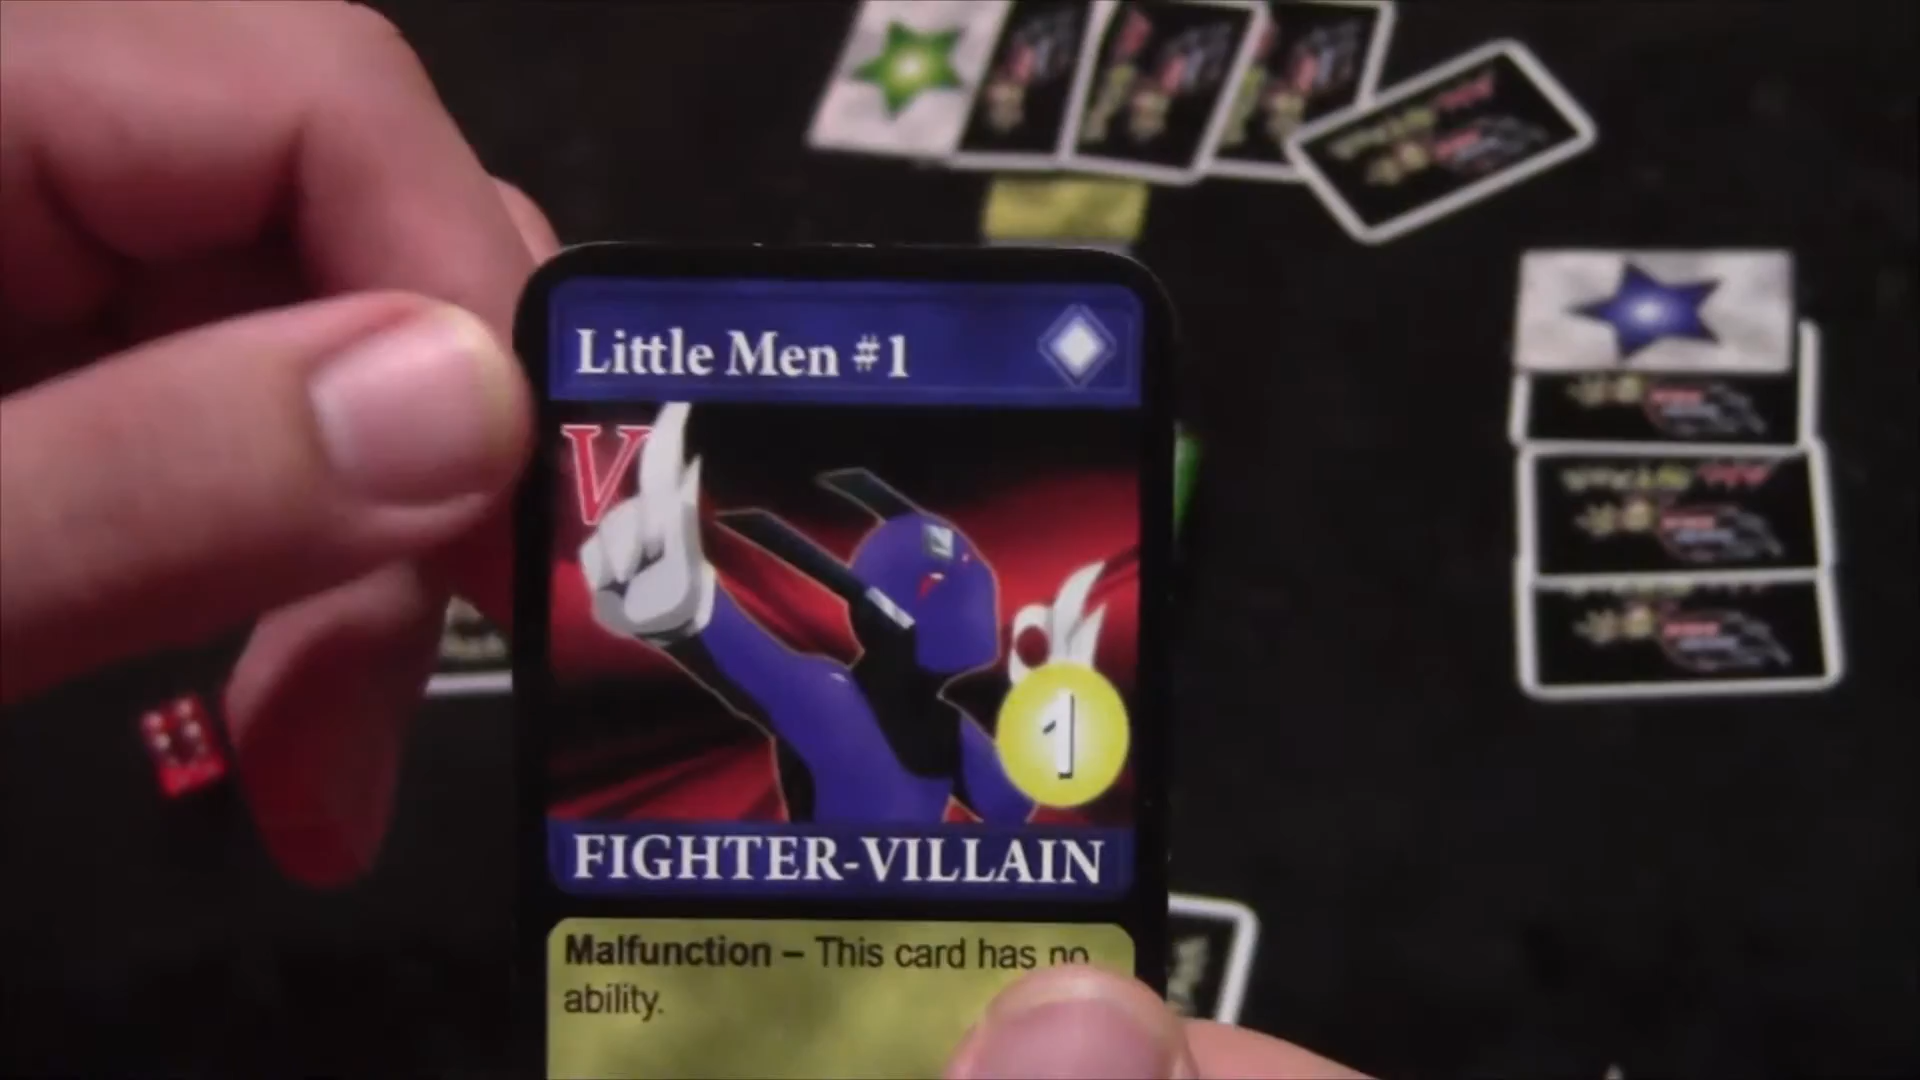 Little Men #1
V
1
FIGHTER-VILLAIN
Malfunction – This card has no
ability.